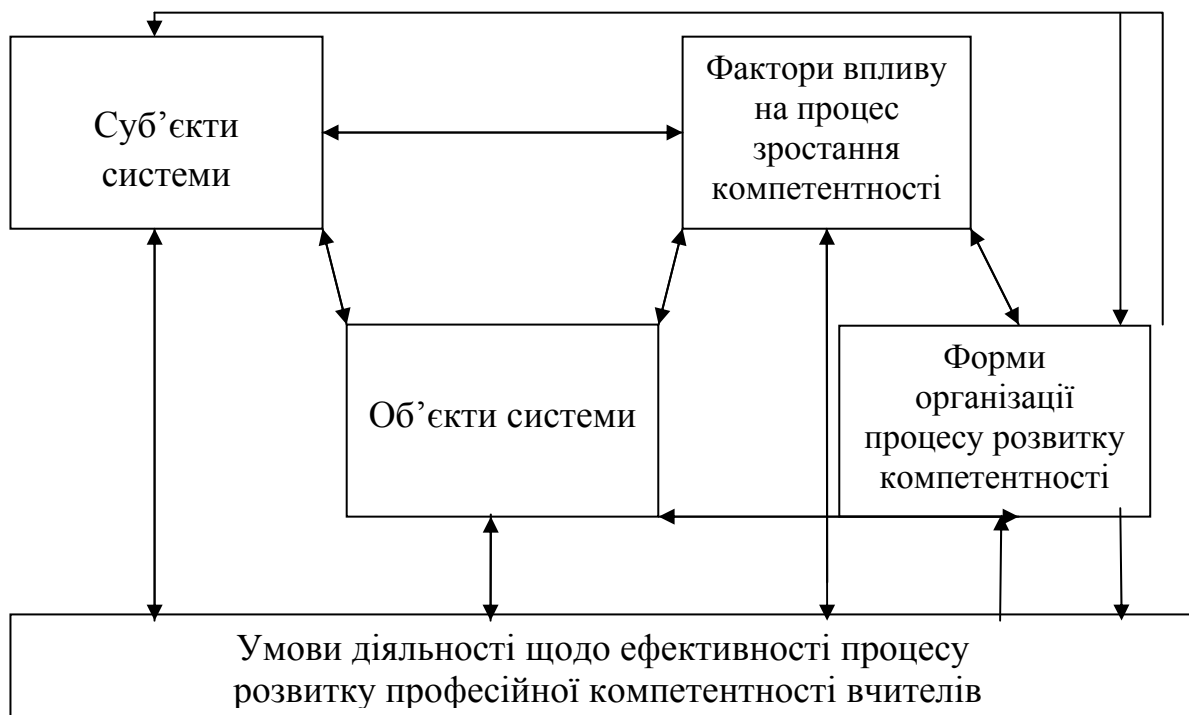 Суб’єкти
системи
Фактори впливу
на процес
зростання
компетентності
Об’єкти системи
Форми
організації
процесу розвитку
компетентності
Умови діяльності щодо ефективності процесу
розвитку професійної компетентності вчителів